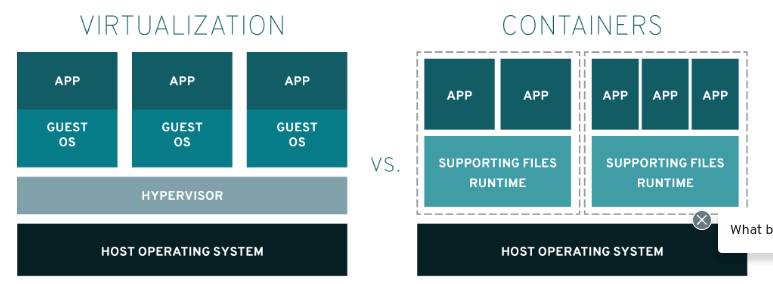 VIRTUALIZATION
APP
APP
APP
GUEST
OS
GUEST
OS
GUEST
OS
HYPERVISOR
HOST OPERATING SYSTEM
VS.
CONTAINERS
APP
APP
APP
APP
APP
SUPPORTING FILES
RUNTIME
SUPPORTING FILES
RUNTIME
HOST OPERATING SYSTEM
What b